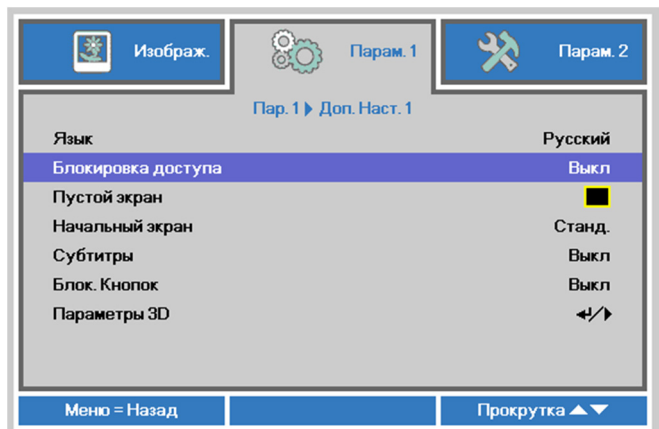 Изображ. Парам. 1 Парам. 2
Пар. 1 Доп. Наст. 1
Язык Русский
Блокировка доступа Выкл
Пустой экран
Начальный экран Станд.
Субтитры Выкл
Блок. Кнопок Выкл
Параметры 3D
Меню = Назад Прокрутка